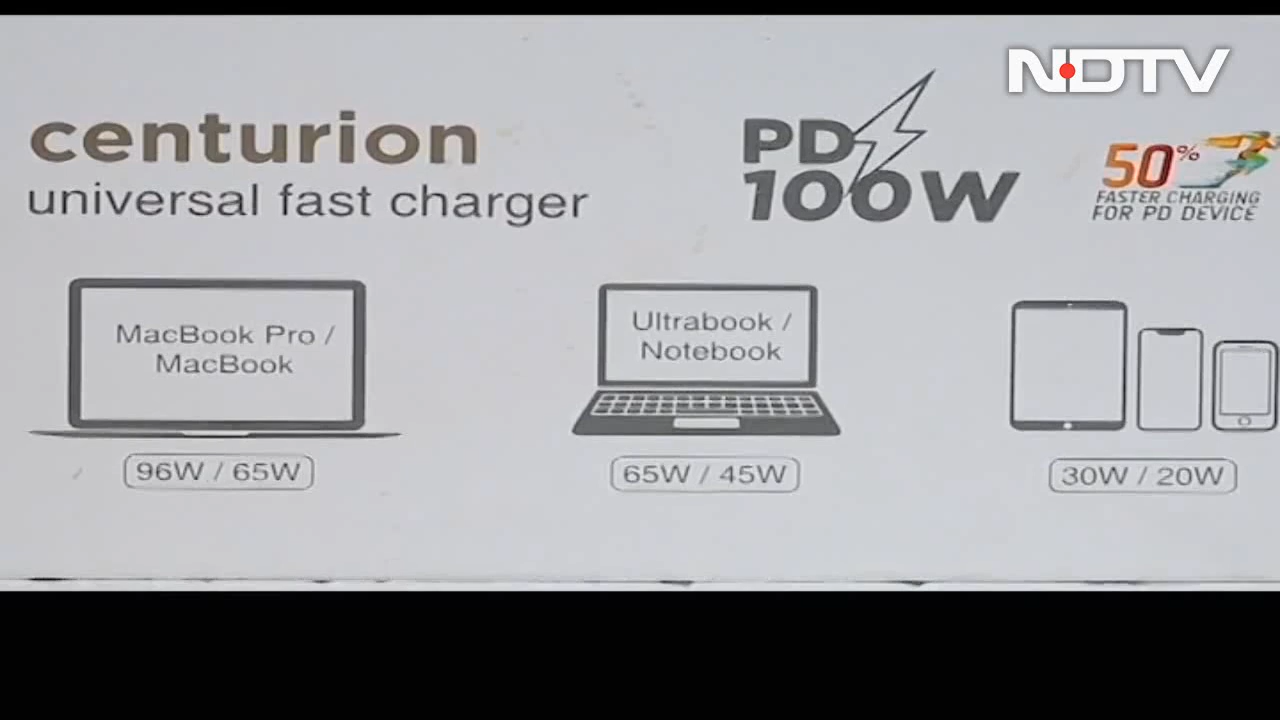 NDTV
centurion
universal fast charger
PD
100W
50%
FASTER CHARGING
FOR PD DEVICE
MacBook Pro /
MacBook
96W / 65W
Ultrabook /
Notebook
65W / 45W
30W / 20W